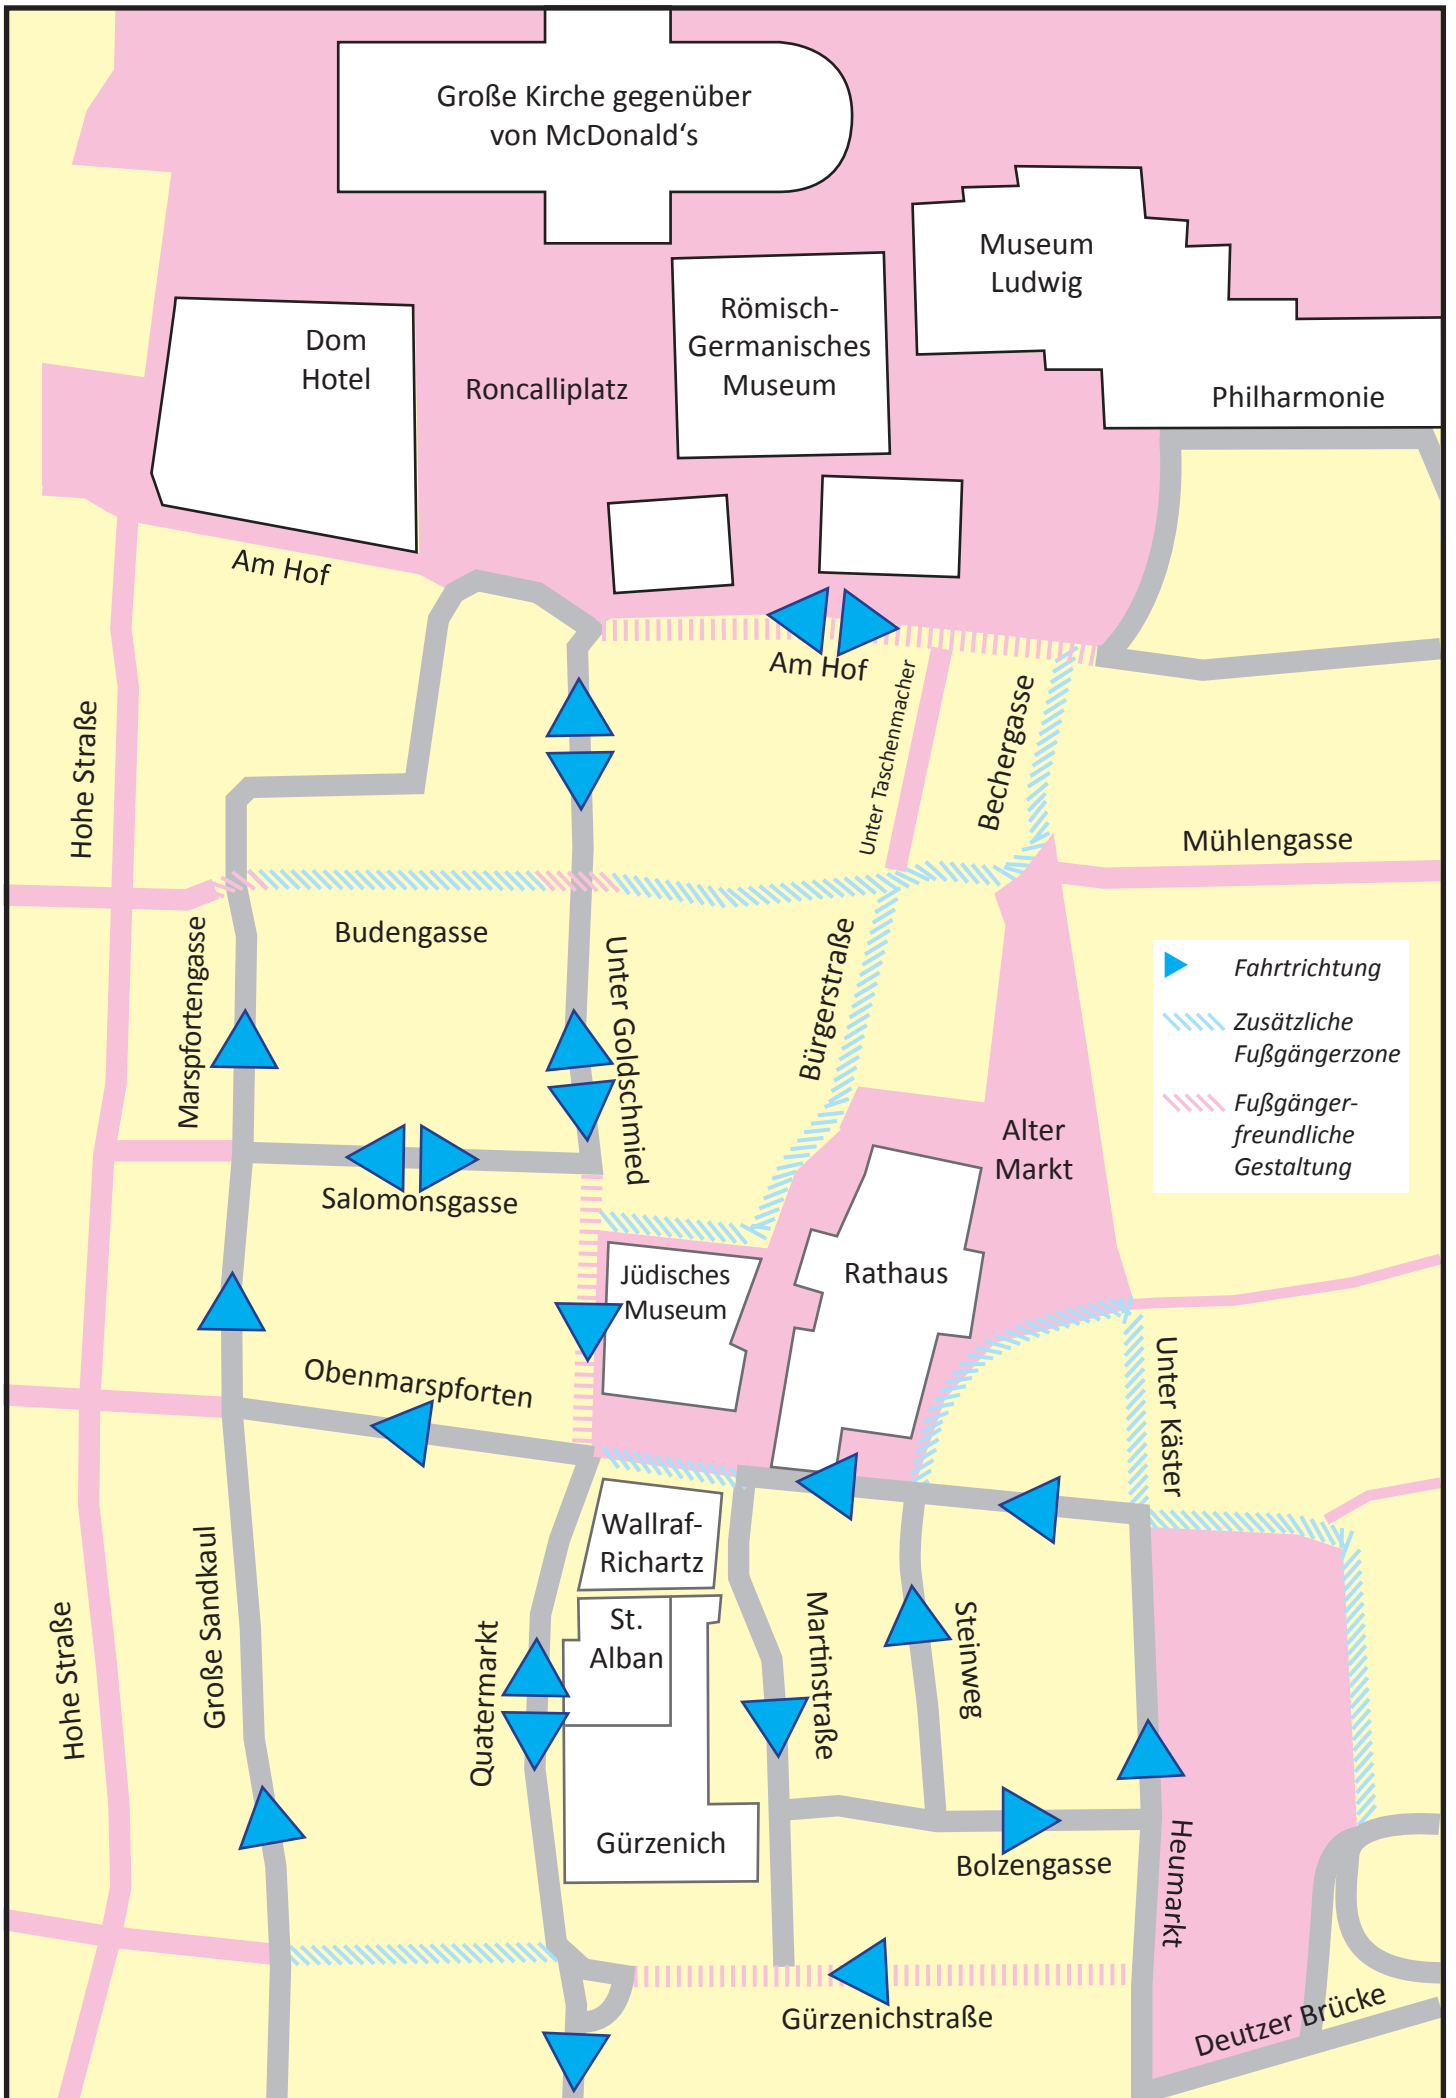 Große Kirche gegenüber
von McDonald‘s
Museum
Ludwig
Römisch-
Germanisches
Museum
Dom
Hotel
Roncalliplatz
Philharmonie
Am Hof
Am Hof
Unter Taschenmacher
Bechergasse
Hohe Straße
Mühlengasse
Budengasse
Marspfortengasse
Unter Goldschmied
Bürgerstraße
Fahrtrichtung
Zusätzliche
Fußgängerzone
Fußgänger-
freundliche
Gestaltung
Alter
Markt
Salomonsgasse
Jüdisches
Museum
Rathaus
Obenmarspforten
Unter Käster
Wallraf-
Richartz
St.
Alban
Große Sandkaul
Hohe Straße
Quatermarkt
Martinstraße
Steinweg
Gürzenich
Bolzengasse
Heumarkt
Gürzenichstraße
Deutzer Brücke